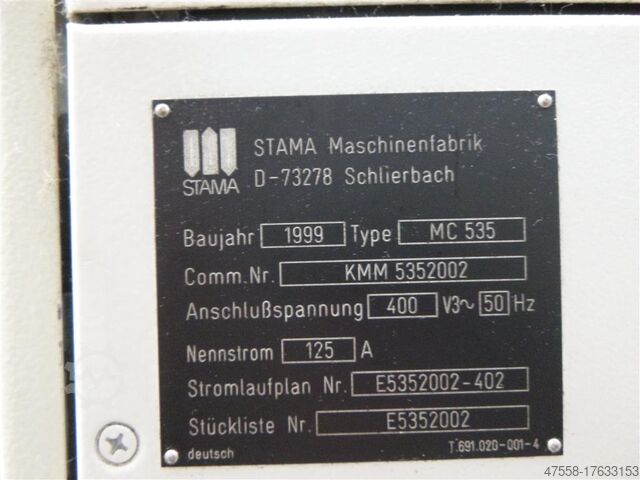 STAMA
STAMA Maschinenfabrik
D-73278 Schlierbach
Baujahr 1999 Type MC 535
Comm.Nr. KMM 5352002
Anschlußspannung 400 V3~ 50 Hz
Nennstrom 125 A
Stromlaufplan Nr. E5352002-402
Stückliste Nr. E5352002
deutsch T.691.020-001-4
47558-17633153